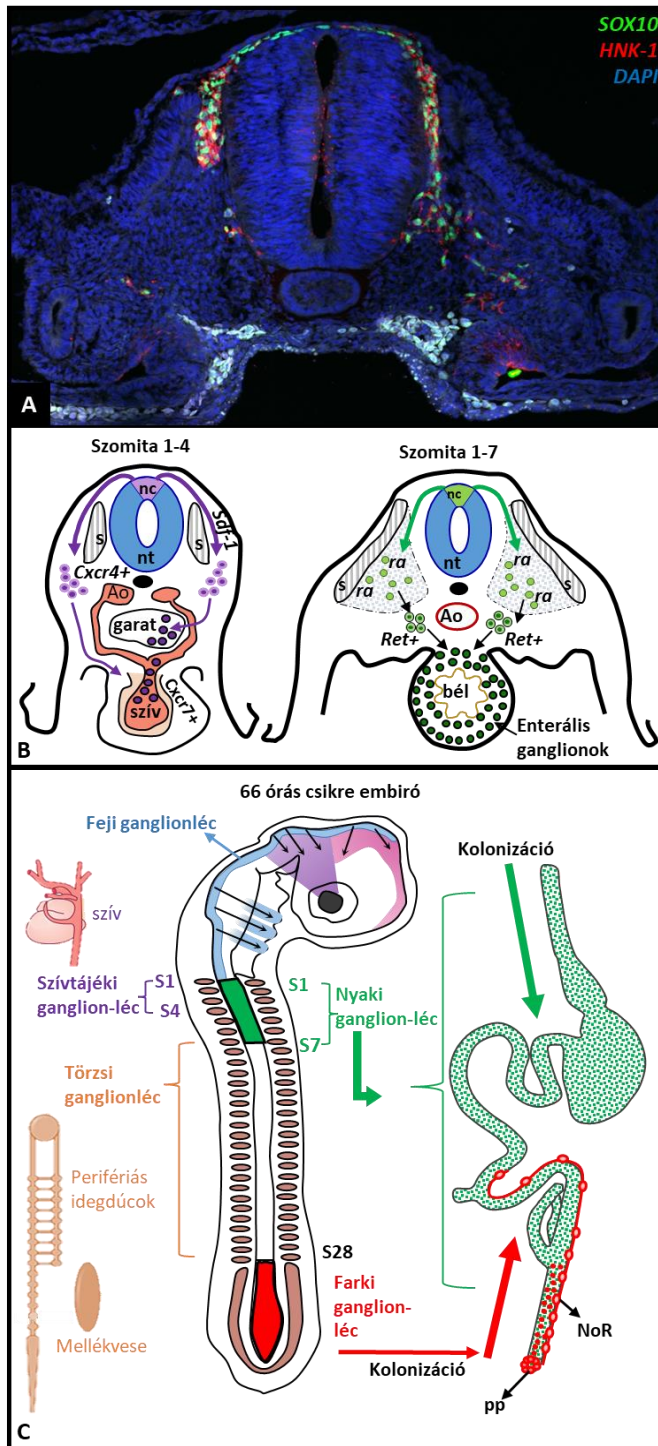 SOX10
HNK-1
DAPI
A
Szomita 1-4
nc
s
s
Sdf-1
nt
Cxcr4+
Ao
garat
szív
Cxcr7+
B
Szomita 1-7
nc
nt
s
s
ra
ra
ra
ra
Ret+
Ao
Ret+
bél
Enterális
ganglionok
66 órás csikre embiró
Feji ganglionléc
szív
Szívtájéki
ganglion-léc
S1
S4
S1
S7
Nyaki
ganglion-léc
Kolonizáció
Törzsi
ganglionléc
Perifériás
idegdúcok
Mellékvese
S28
Farki
ganglion-
léc
Kolonizáció
NoR
pp
C